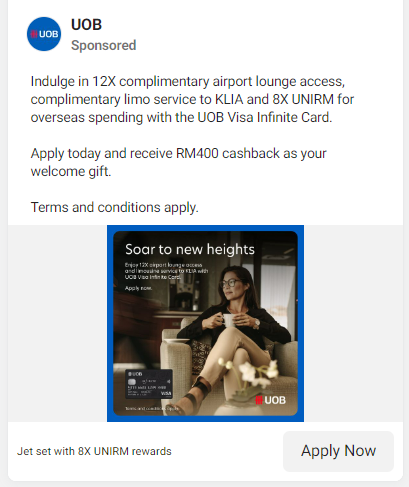 UOB
UOB
Sponsored
Indulge in 12X complimentary airport lounge access,
complimentary limo service to KLIA and 8X UNIRM for
overseas spending with the UOB Visa Infinite Card.
Apply today and receive RM400 cashback as your
welcome gift.
Terms and conditions apply.
Soar to new heights
Enjoy 12X airport lounge access
and limousine service to KLIA with
UOB Visa Infinite Card.
Apply now.
UOB
VISA
Terms and conditions apply.
UOB
Jet set with 8X UNIRM rewards
Apply Now